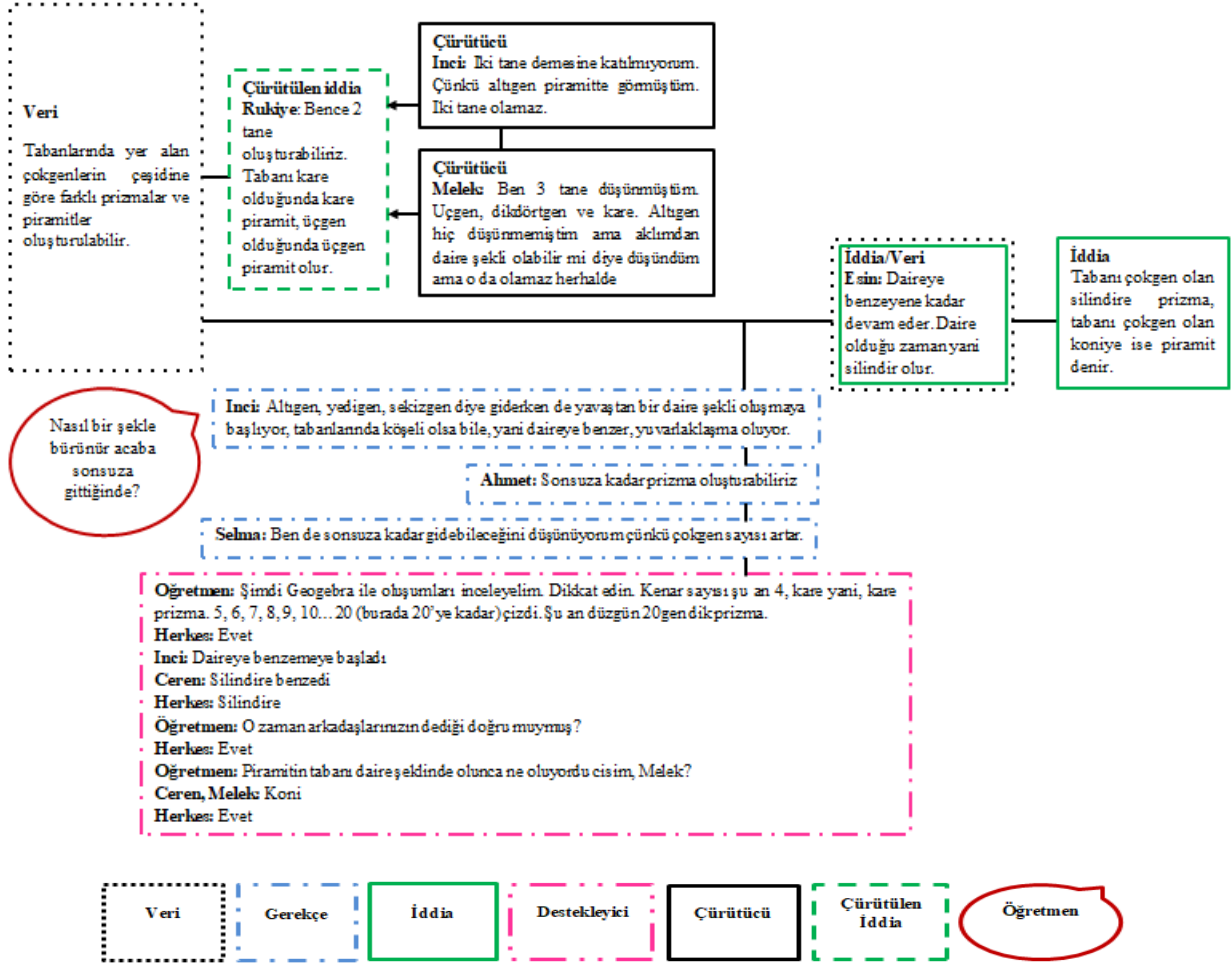 Veri
Tabanlarında yer alan
çokgenlerin çeşidine
göre farklı prizmalar ve
piramitler
oluşturulabilir.
Çürütülen iddia
Rukiye: Bence 2
tane
oluşturabiliriz.
Tabanı kare
olduğunda kare
piramit, üçgen
olduğunda üçgen
piramit olur.
Çürütücü
Inci: Iki tane demesine katılmıyorum.
Çünkü altıgen piramitte görmüştüm.
Iki tane olamaz.
Çürütücü
Melek: Ben 3 tane düşünmüştüm.
Uçgen, dikdörtgen ve kare. Altıgen
hiç düşünmemiştim ama aklımdan
daire şekli olabilir mi diye düşündüm
ama o da olamaz herhalde
İddia/Veri
Esin: Daireye
benzeyene kadar
devam eder. Daire
olduğu zaman yani
silindir olur.
İddia
Tabanı çokgen olan
silindire prizma,
tabanı çokgen olan
koniye ise piramit
denir.
Nasıl bir şekle
bürünür acaba
sonsuza
gittiğinde?
Inci: Altıgen, yedigen, sekizgen diye giderken de yavaştan bir daire şekli oluşmaya
başlıyor, tabanlarında köşeli olsa bile, yani daireye benzer, yuvarlaklaşma oluyor.
Ahmet: Sonsuza kadar prizma oluşturabiliriz
Selma: Ben de sonsuza kadar gidebileceğini düşünüyorum çünkü çokgen sayısı artar.
Öğretmen: Şimdi Geogebra ile oluşumları inceleyelim. Dikkat edin. Kenar sayısı şu an 4, kare yani, kare
prizma. 5, 6, 7, 8, 9, 10... 20 (burada 20'ye kadar) çizdi. Şu an düzgün 20gen dik prizma.
Herkes: Evet
Inci: Daireye benzemeye başladı
Ceren: Silindire benzedi
Herkes: Silindire
Öğretmen: O zaman arkadaşlarınızın dediği doğru muymuş?
Herkes: Evet
Öğretmen: Piramitin tabanı daire şeklinde olunca ne oluyordu cisim, Melek?
Ceren, Melek: Koni
Herkes: Evet
Veri
Gerekçe
İddia
Destekleyici
Çürütücü
Çürütülen
İddia
Öğretmen